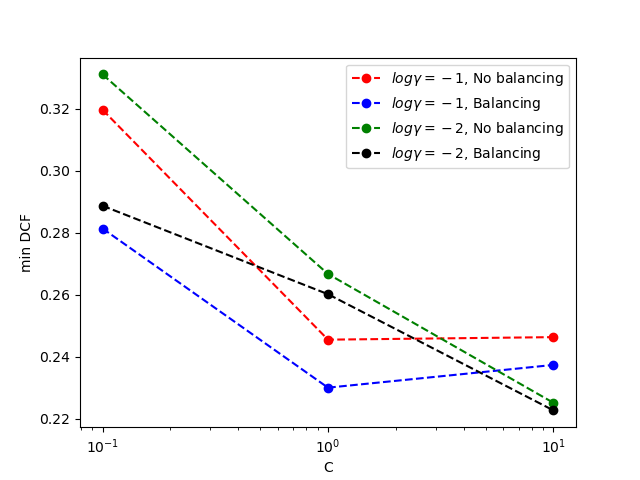 logγ = −1, No balancing
logγ = −1, Balancing
logγ = −2, No balancing
logγ = −2, Balancing
min DCF
0.32
0.30
0.28
0.26
0.24
0.22
10⁻¹ 10⁰ 10¹
C